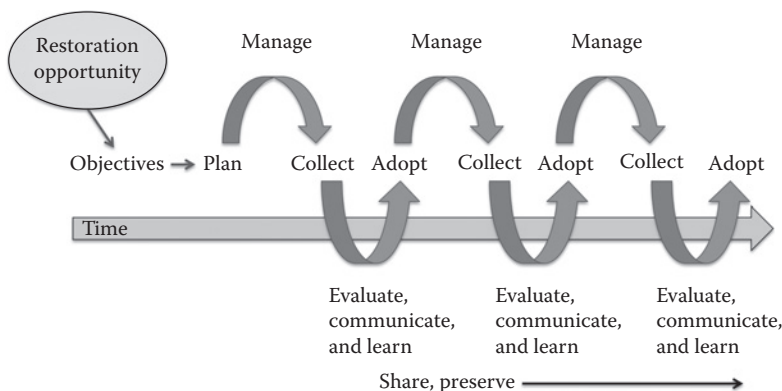 Restoration
opportunity
Manage Manage Manage
Objectives Plan Collect Adopt Collect Adopt Collect Adopt
Time
Evaluate, Evaluate, Evaluate,
communicate, communicate, communicate,
and learn and learn and learn
Share, preserve